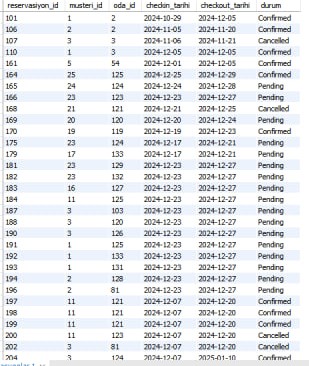 rezervasyon_id musteri_id oda_id checkin_tarihi checkout_tarihi durum
101 1 2 2024-10-29 2024-12-05 Confirmed
106 2 2 2024-11-05 2024-11-20 Confirmed
107 3 3 2024-11-06 2024-11-21 Cancelled
110 1 3 2024-12-05 2024-12-05 Confirmed
161 5 54 2024-12-01 2024-12-05 Confirmed
164 25 125 2024-12-25 2024-12-29 Confirmed
165 24 124 2024-12-24 2024-12-28 Pending
166 23 123 2024-12-23 2024-12-27 Pending
168 21 121 2024-12-21 2024-12-25 Cancelled
169 20 120 2024-12-20 2024-12-24 Pending
170 19 119 2024-12-19 2024-12-23 Confirmed
175 23 124 2024-12-17 2024-12-21 Pending
179 17 133 2024-12-17 2024-12-21 Pending
181 23 129 2024-12-23 2024-12-27 Pending
182 23 132 2024-12-23 2024-12-27 Pending
183 16 127 2024-12-23 2024-12-27 Pending
184 11 125 2024-12-23 2024-12-27 Pending
187 3 103 2024-12-23 2024-12-27 Pending
188 3 120 2024-12-23 2024-12-27 Pending
190 3 126 2024-12-23 2024-12-27 Pending
191 1 125 2024-12-23 2024-12-27 Pending
192 1 133 2024-12-23 2024-12-27 Pending
193 1 131 2024-12-23 2024-12-27 Pending
194 2 128 2024-12-23 2024-12-27 Pending
196 2 81 2024-12-23 2024-12-27 Pending
197 11 121 2024-12-07 2024-12-20 Confirmed
198 11 121 2024-12-07 2024-12-20 Confirmed
199 11 121 2024-12-07 2024-12-20 Confirmed
200 11 123 2024-12-07 2024-12-20 Cancelled
202 3 81 2024-12-07 2024-12-20 Cancelled
204 3 124 2024-12-07 2025-01-10 Confirmed